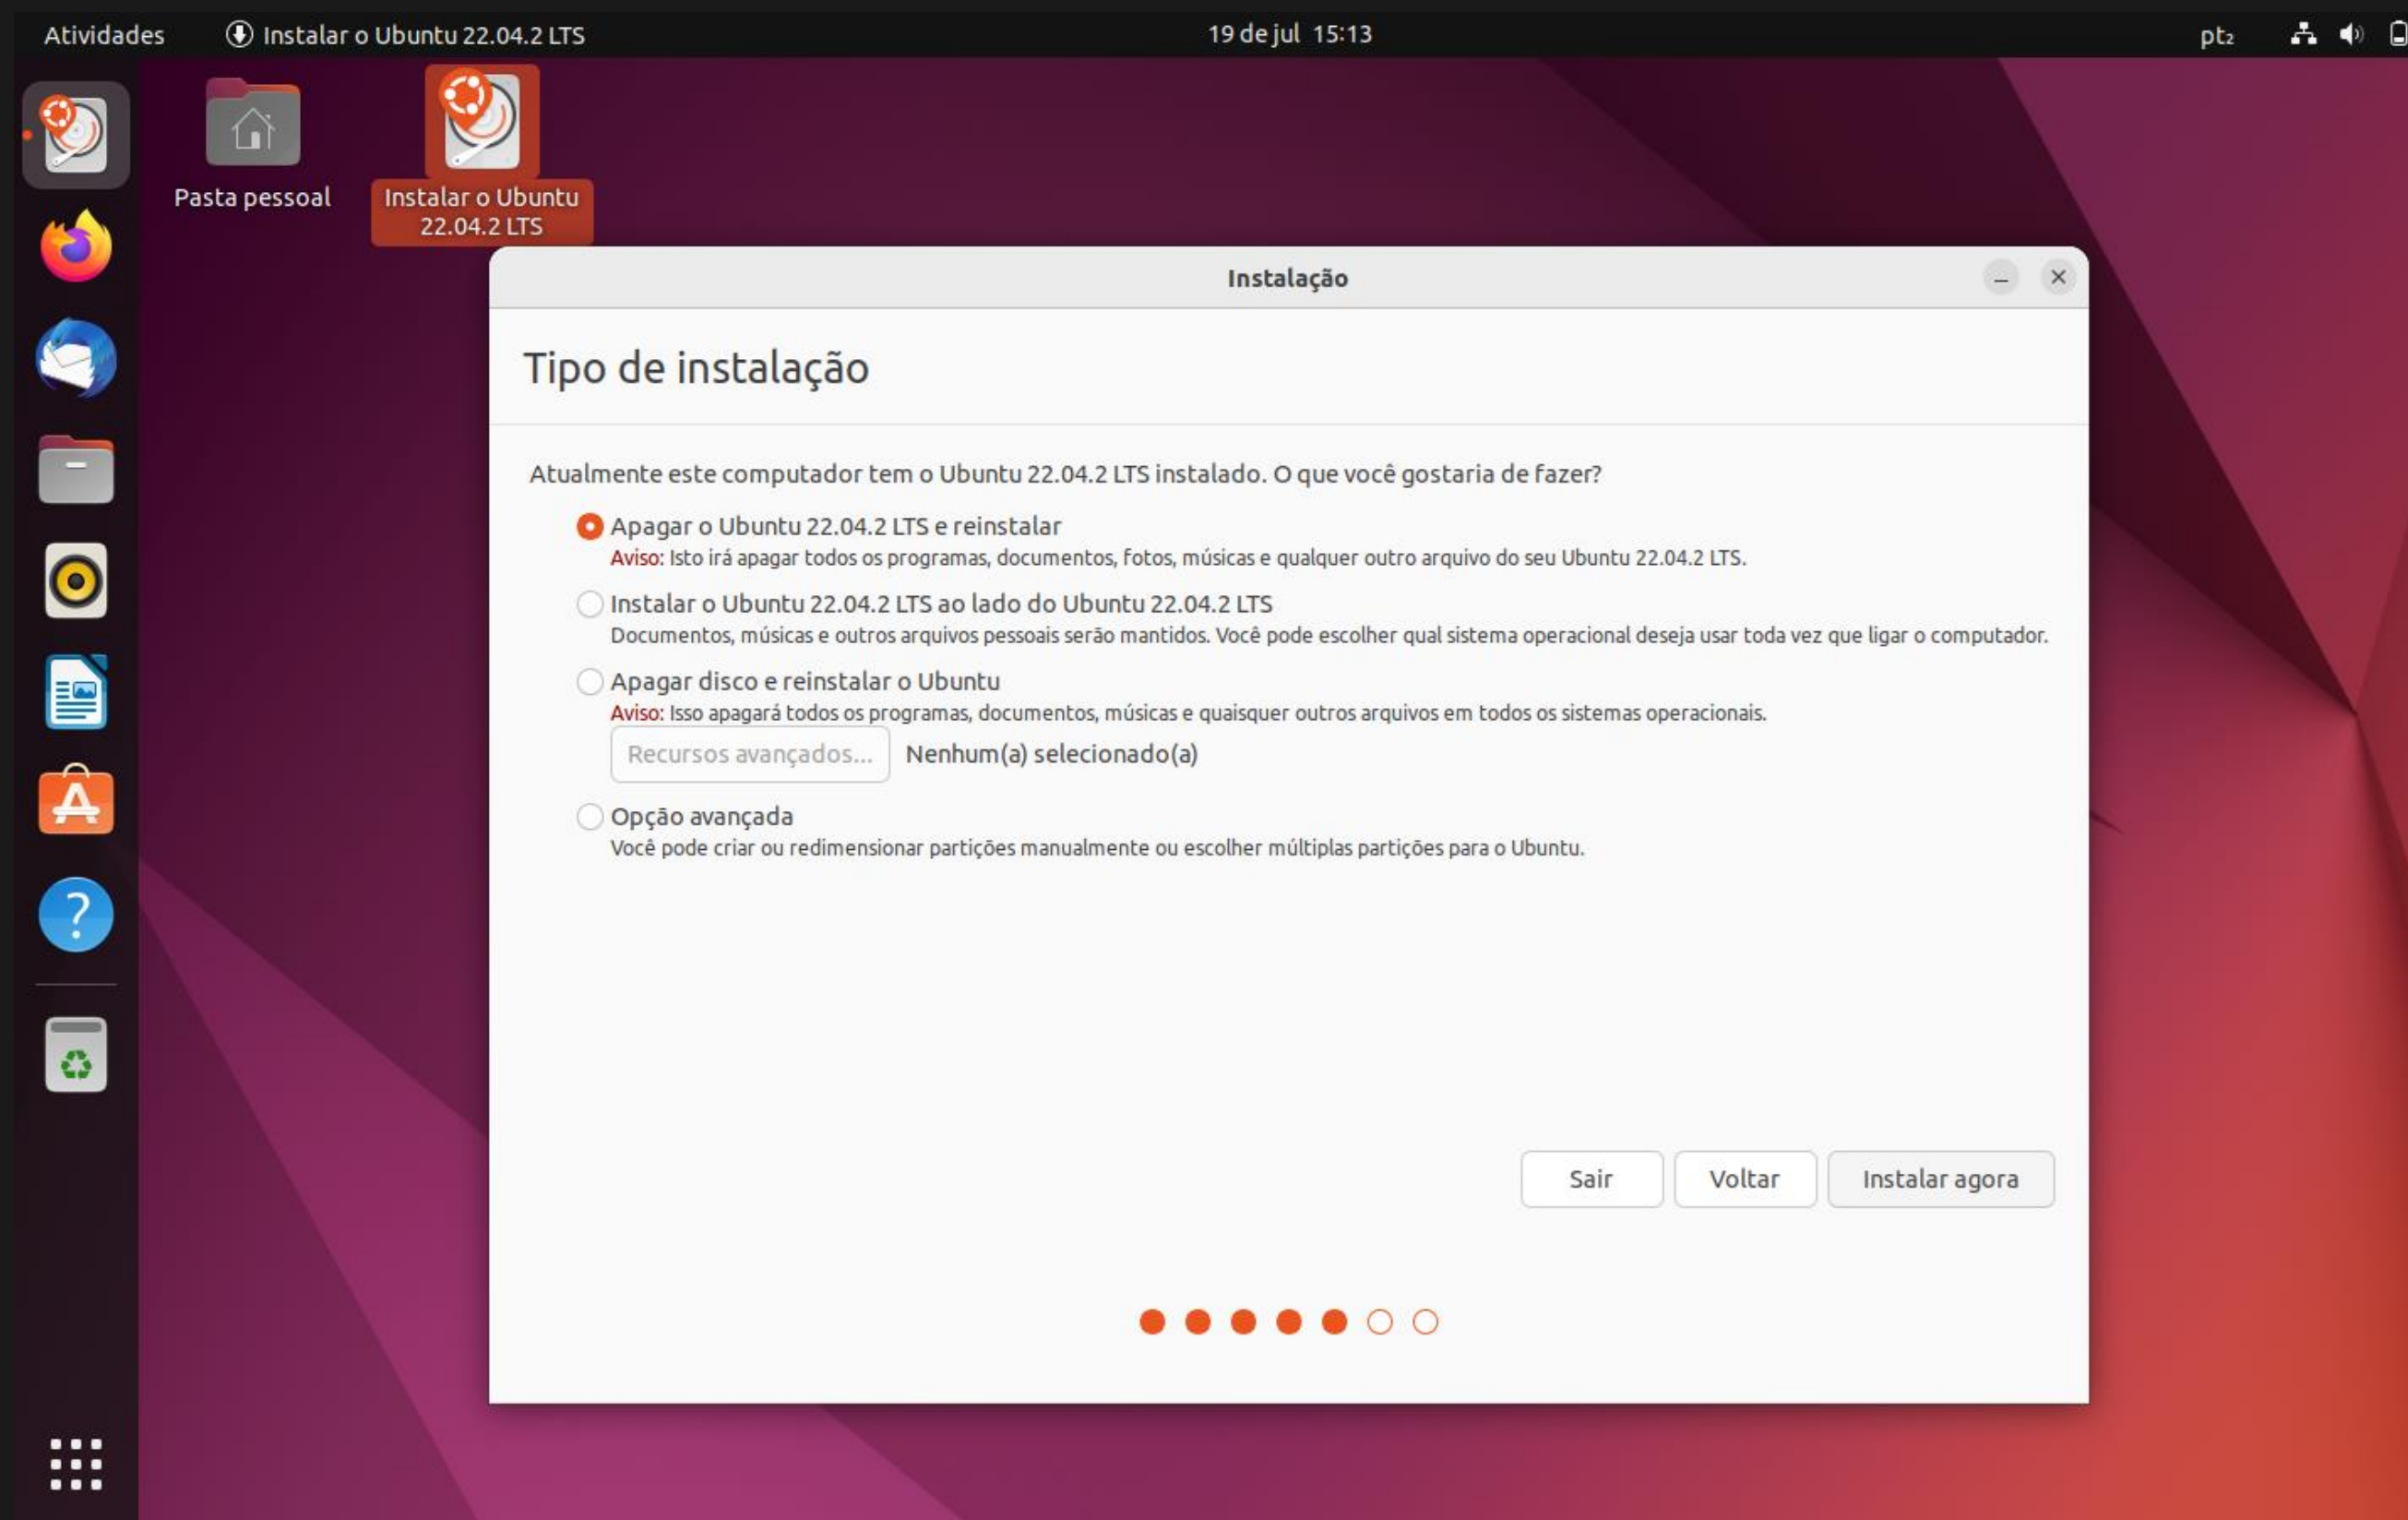 Atividades
Instalar o Ubuntu 22.04.2 LTS
19 de jul 15:13
pt₂
Pasta pessoal
Instalar o Ubuntu
22.04.2 LTS
Instalação
Tipo de instalação
Atualmente este computador tem o Ubuntu 22.04.2 LTS instalado. O que você gostaria de fazer?
Apagar o Ubuntu 22.04.2 LTS e reinstalar
Aviso: Isto irá apagar todos os programas, documentos, fotos, músicas e qualquer outro arquivo do seu Ubuntu 22.04.2 LTS.
Instalar o Ubuntu 22.04.2 LTS ao lado do Ubuntu 22.04.2 LTS
Documentos, músicas e outros arquivos pessoais serão mantidos. Você pode escolher qual sistema operacional deseja usar toda vez que ligar o computador.
Apagar disco e reinstalar o Ubuntu
Aviso: Isso apagará todos os programas, documentos, músicas e quaisquer outros arquivos em todos os sistemas operacionais.
Recursos avançados... Nenhum(a) selecionado(a)
Opção avançada
Você pode criar ou redimensionar partições manualmente ou escolher múltiplas partições para o Ubuntu.
Sair
Voltar
Instalar agora